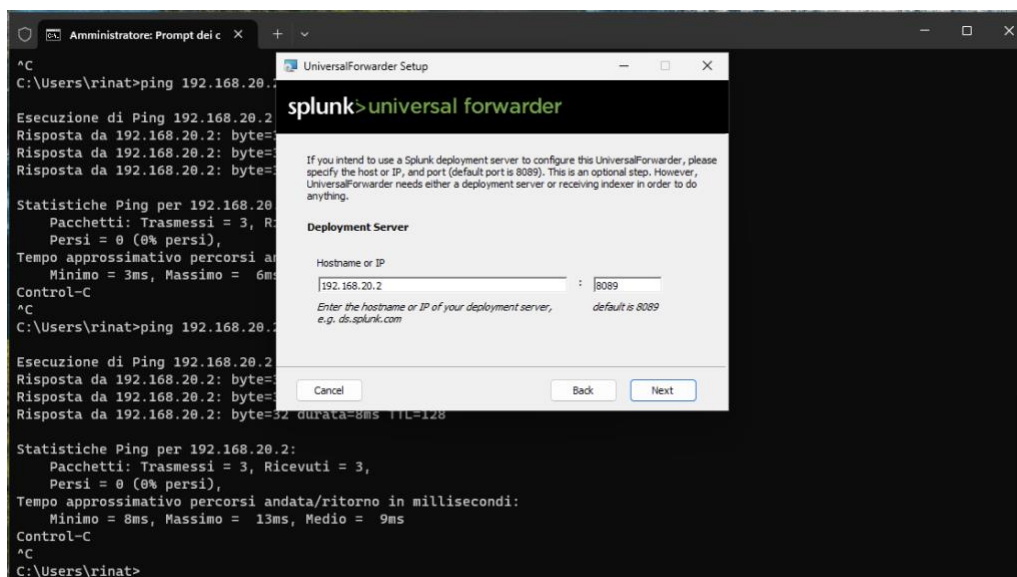 Amministratore: Prompt dei c
^C
C:\Users\rinat>ping 192.168.20.
Esecuzione di Ping 192.168.20.2
Risposta da 192.168.20.2: byte=
Risposta da 192.168.20.2: byte=
Risposta da 192.168.20.2: byte=
Statistiche Ping per 192.168.20
Pacchetti: Trasmessi = 3,
Persi = 0 (0% persi),
Tempo approssimativo percorsi
Minimo = 3ms, Massimo = 6ms
Control-C
^C
C:\Users\rinat>ping 192.168.20.
Esecuzione di Ping 192.168.20.2
Risposta da 192.168.20.2: byte=
Risposta da 192.168.20.2: byte=
Risposta da 192.168.20.2: byte=32 durata=8ms TTL=128
Statistiche Ping per 192.168.20.2:
Pacchetti: Trasmessi = 3, Ricevuti = 3,
Persi = 0 (0% persi),
Tempo approssimativo percorsi andata/ritorno in millisecondi:
Minimo = 8ms, Massimo = 13ms, Medio = 9ms
Control-C
^C
C:\Users\rinat>
UniversalForwarder Setup
splunk>universal forwarder
If you intend to use a Splunk deployment server to configure this UniversalForwarder, please
specify the host or IP, and port (default port is 8089). This is an optional step. However,
UniversalForwarder needs either a deployment server or receiving indexer in order to do
anything.
Deployment Server
Hostname or IP
192.168.20.2 : 8089
Enter the hostname or IP of your deployment server, default is 8089
e.g. ds.splunk.com
Cancel Back Next